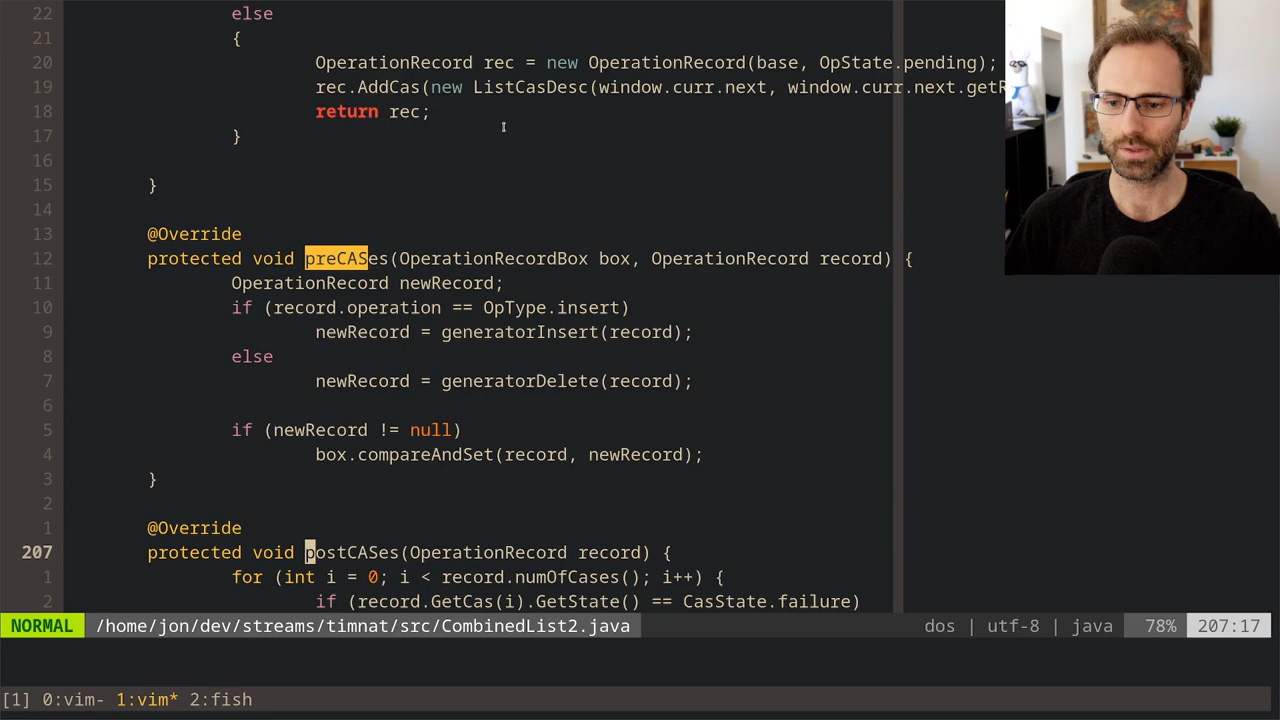 22 else
21 {
20 OperationRecord rec = new OperationRecord(base, OpState.pending);
19 rec.AddCas(new ListCasDesc(window.curr.next, window.curr.next.getR
18 return rec;
17 }
16
15 }
14
13 @Override
12 protected void preCASes(OperationRecordBox box, OperationRecord record) {
11 OperationRecord newRecord;
10 if (record.operation == OpType.insert)
9 newRecord = generatorInsert(record);
8 else
7 newRecord = generatorDelete(record);
6
5 if (newRecord != null)
4 box.compareAndSet(record, newRecord);
3 }
2
1 @Override
207 protected void postCASes(OperationRecord record) {
1 for (int i = 0; i < record.numOfCases(); i++) {
2 if (record.GetCas(i).GetState() == CasState.failure)
NORMAL /home/jon/dev/streams/timnat/src/CombinedList2.java dos | utf-8 | java 78% 207:17
[1] 0:vim- 1:vim* 2:fish